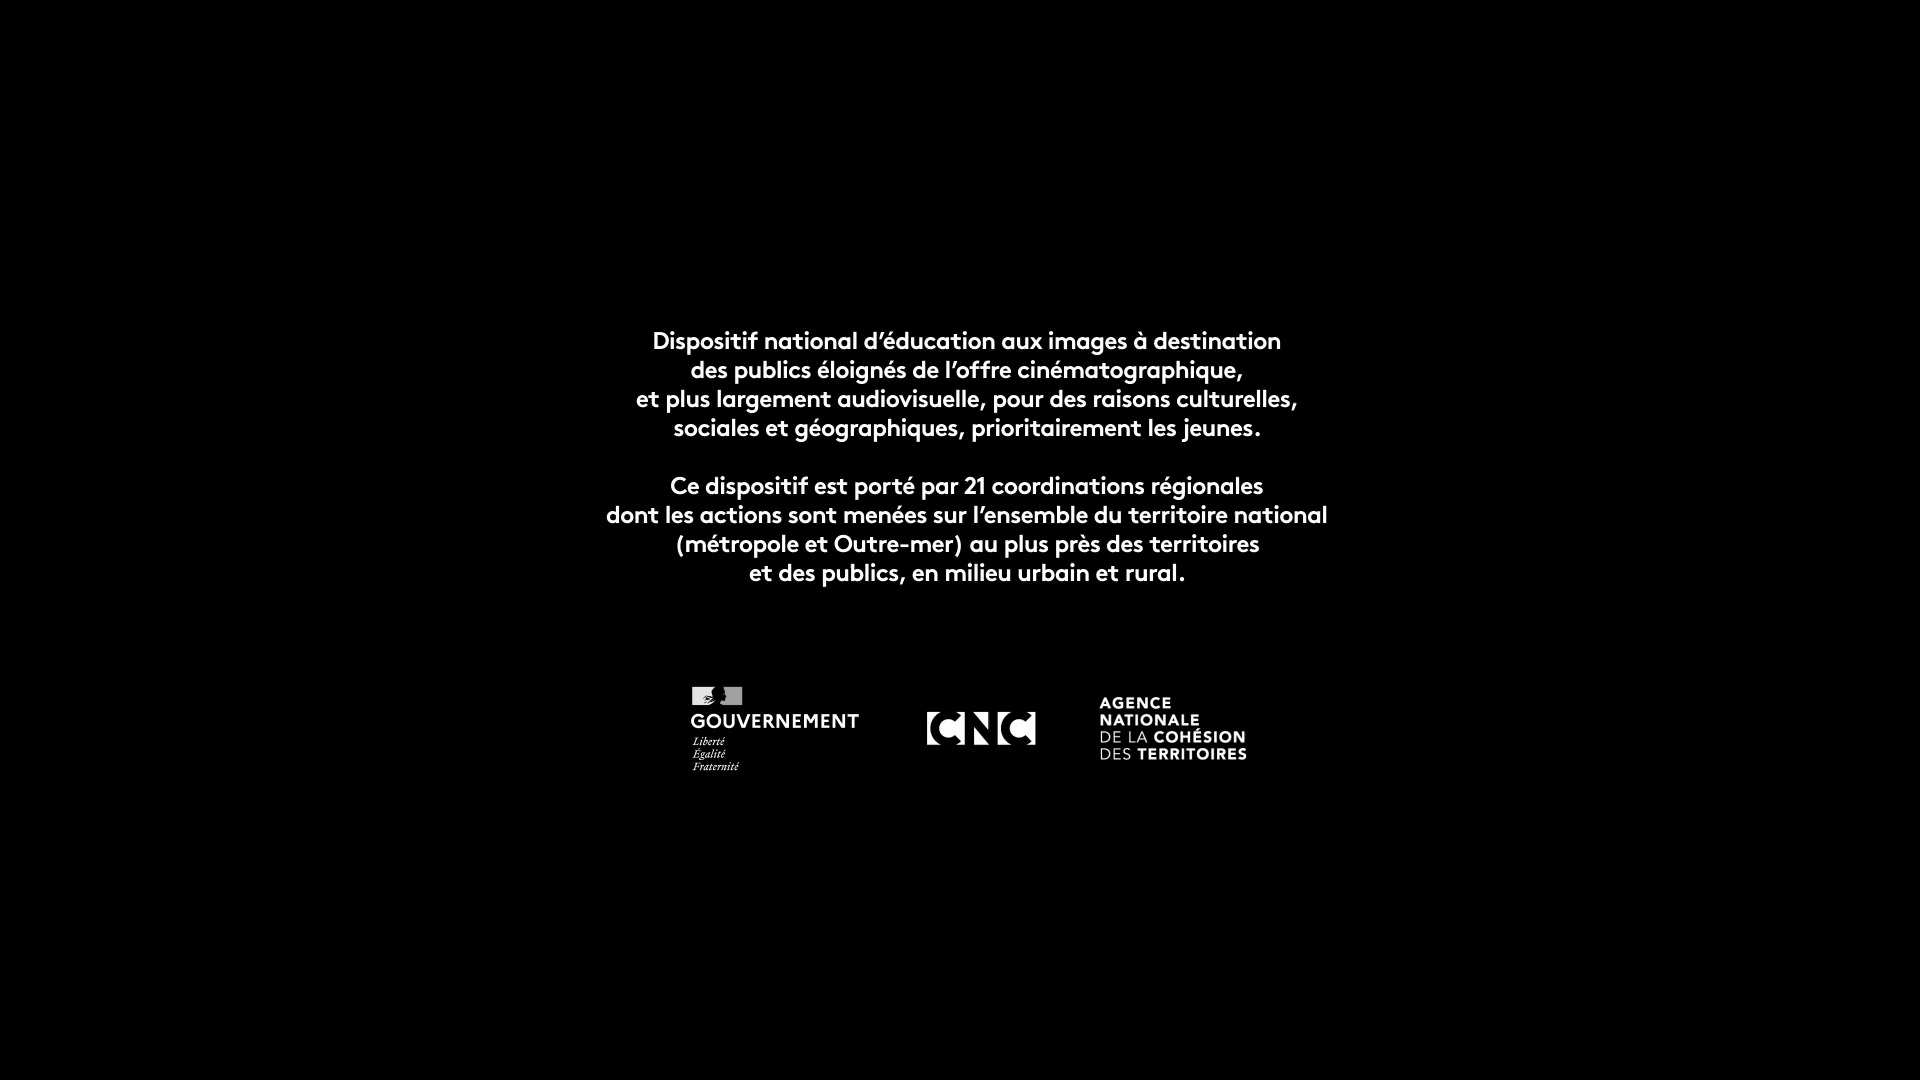 Dispositif national d’éducation aux images à destination
des publics éloignés de l’offre cinématographique,
et plus largement audiovisuelle, pour des raisons culturelles,
sociales et géographiques, prioritairement les jeunes.
Ce dispositif est porté par 21 coordinations régionales
dont les actions sont menées sur l’ensemble du territoire national
(métropole et Outre-mer) au plus près des territoires
et des publics, en milieu urbain et rural.
GOUVERNEMENT
Liberté
Égalité
Fraternité
CNC
AGENCE
NATIONALE
DE LA COHÉSION
DES TERRITOIRES